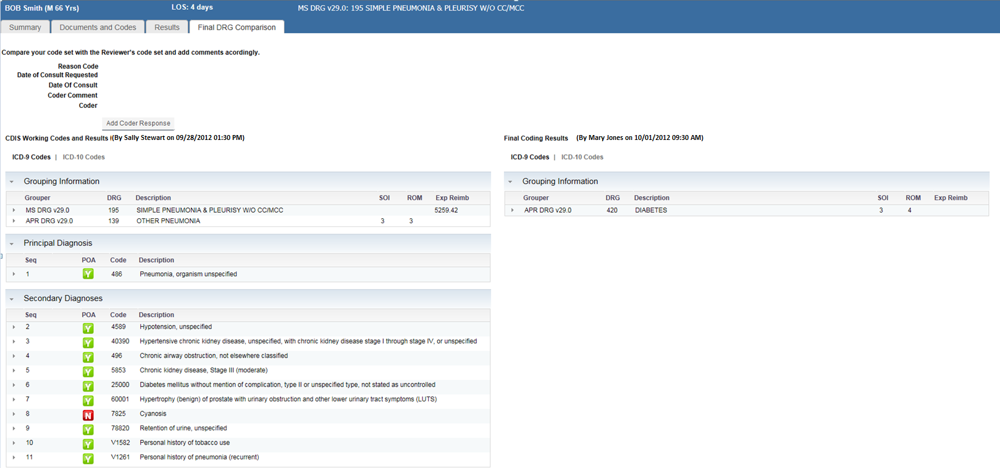 BOB Smith (M 66 Yrs) LOS: 4 days MS DRG v29.0: 195 SIMPLE PNEUMONIA & PLEURISY W/O CC/MCC
Summary Documents and Codes Results Final DRG Comparison
Compare your code set with the Reviewer's code set and add comments acordingly.
Reason Code
Date of Consult Requested
Date Of Consult
Coder Comment
Coder
Add Coder Response
CDIS Working Codes and Results (By Sally Stewart on 09/28/2012 01:30 PM)
ICD-9 Codes | ICD-10 Codes
Grouping Information
Grouper DRG Description SOI ROM Exp Reimb
MS DRG v29.0 195 SIMPLE PNEUMONIA & PLEURISY W/O CC/MCC 5259.42
APR DRG v29.0 139 OTHER PNEUMONIA 3 3
Principal Diagnosis
Seq POA Code Description
1 Y 486 Pneumonia, organism unspecified
Secondary Diagnoses
Seq POA Code Description
2 Y 4589 Hypotension, unspecified
3 Y 40390 Hypertensive chronic kidney disease, unspecified, with chronic kidney disease stage I through stage IV, or unspecified
4 Y 496 Chronic airway obstruction, not elsewhere classified
5 Y 5853 Chronic kidney disease, Stage III (moderate)
6 Y 25000 Diabetes mellitus without mention of complication, type II or unspecified type, not stated as uncontrolled
7 Y 60001 Hypertrophy (benign) of prostate with urinary obstruction and other lower urinary tract symptoms (LUTS)
8 N 7825 Cyanosis
9 Y 78820 Retention of urine, unspecified
10 Y V1582 Personal history of tobacco use
11 Y V1261 Personal history of pneumonia (recurrent)
Final Coding Results (By Mary Jones on 10/01/2012 09:30 AM)
ICD-9 Codes | ICD-10 Codes
Grouping Information
Grouper DRG Description SOI ROM Exp Reimb
APR DRG v29.0 420 DIABETES 3 4